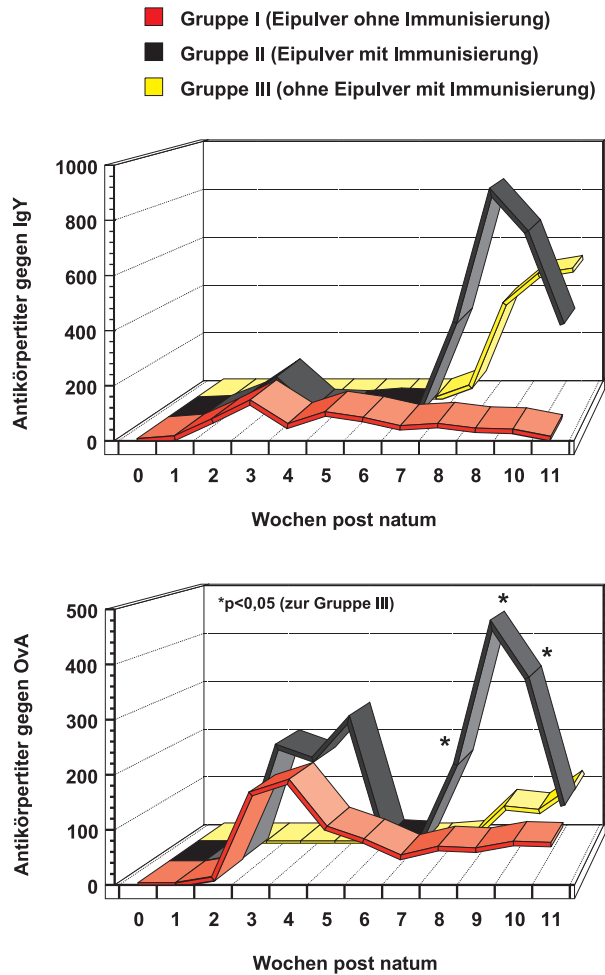 Gruppe I (Eipulver ohne Immunisierung)
Gruppe II (Eipulver mit Immunisierung)
Gruppe III (ohne Eipulver mit Immunisierung)
Antikörpertiter gegen IgY
1000
800
600
400
200
0
0 1 2 3 4 5 6 7 8 8 10 11
Wochen post natum
Antikörpertiter gegen OvA
*p<0,05 (zur Gruppe III)
500
400
300
200
100
0
* * *
0 1 2 3 4 5 6 7 8 9 10 11
Wochen post natum